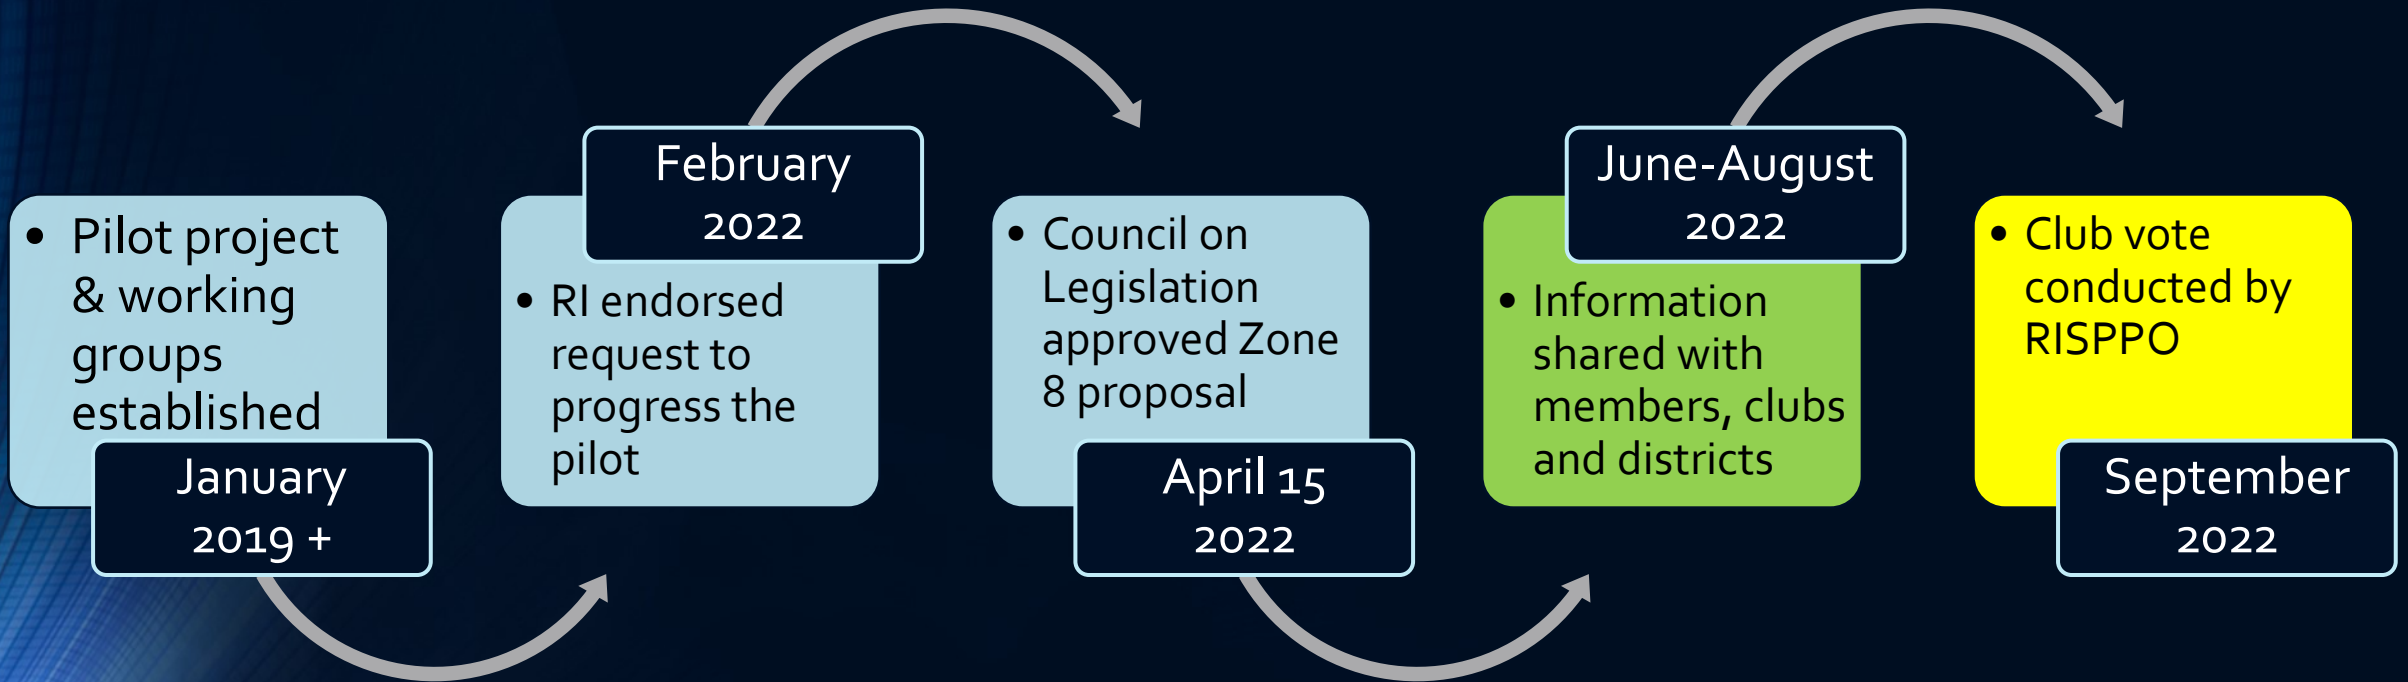 • Pilot project
& working
groups
established
January
2019 +
February
2022
• RI endorsed
request to
progress the
pilot
• Council on
Legislation
approved Zone
8 proposal
April 15
2022
June-August
2022
• Information
shared with
members, clubs
and districts
• Club vote
conducted by
RISPPO
September
2022